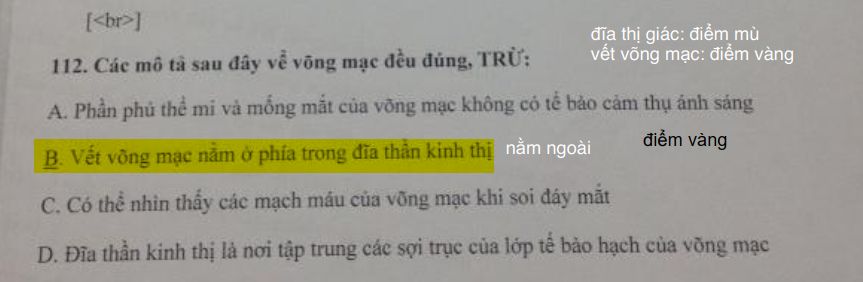 [<br>]
đĩa thị giác: điểm mù
vết võng mạc: điểm vàng
112. Các mô tả sau đây về võng mạc đều đúng, TRỪ:
A. Phần phủ thể mi và mống mắt của võng mạc không có tế bào cảm thụ ánh sáng
B. Vết võng mạc nằm ở phía trong đĩa thần kinh thị nằm ngoài điểm vàng
C. Có thể nhìn thấy các mạch máu của võng mạc khi soi đáy mắt
D. Đĩa thần kinh thị là nơi tập trung các sợi trục của lớp tế bào hạch của võng mạc